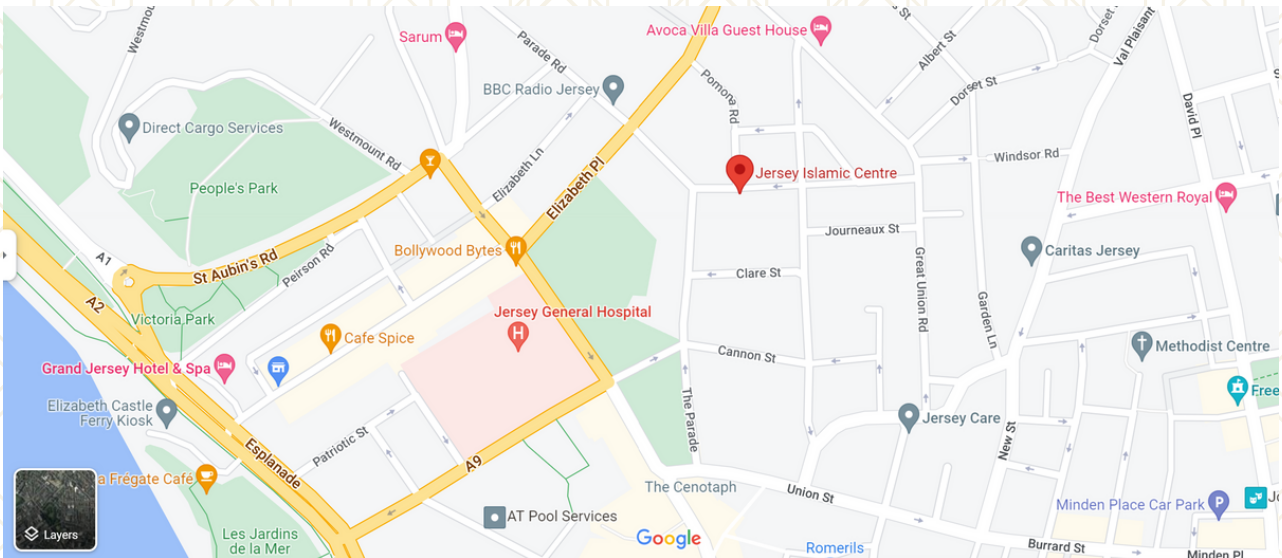 Westmou
Sarum
Parade Rd
Avoca Villa Guest House
s St
Albert St
Dorset
Val Plaisant
BBC Radio Jersey
Pomona Rd
Dorset St
David Pl
Direct Cargo Services
Westmount Rd
Windsor Rd
Elizabeth Ln
Elizabeth Pl
Jersey Islamic Centre
People's Park
The Best Western Royal
Journeaux St
Caritas Jersey
Bollywood Bytes
A1
St Aubin's Rd
Peirson Rd
Clare St
Great Union Rd
Garden Ln
A2
Victoria Park
Jersey General Hospital
H
Cafe Spice
Cannon St
Methodist Centre
Grand Jersey Hotel & Spa
Free
Elizabeth Castle
Ferry Kiosk
The Parade
Jersey Care
New St
Patriotic St
Esplanade
A9
a Frégate Café
The Cenotaph
Union St
Minden Place Car Park
P
Layers
AT Pool Services
Les Jardins
de la Mer
Google
Romerils
Burrard St
Minden Pl